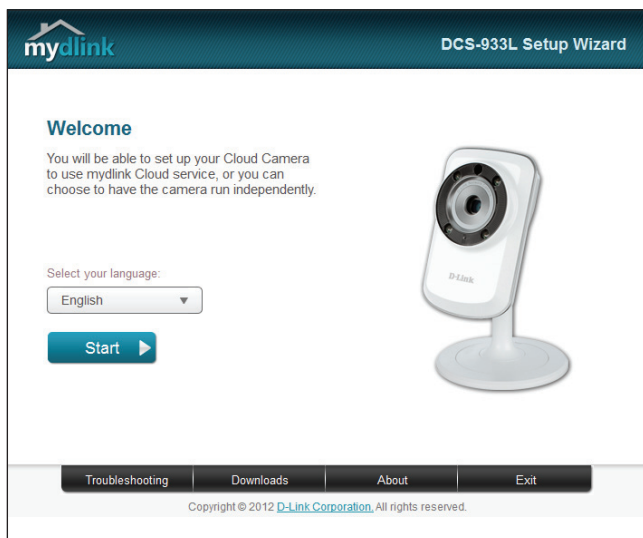 mydlink
DCS-933L Setup Wizard
Welcome
You will be able to set up your Cloud Camera
to use mydlink Cloud service, or you can
choose to have the camera run independently.
D-Link
Select your language:
English
Start
Troubleshooting Downloads About Exit
Copyright © 2012 D-Link Corporation. All rights reserved.